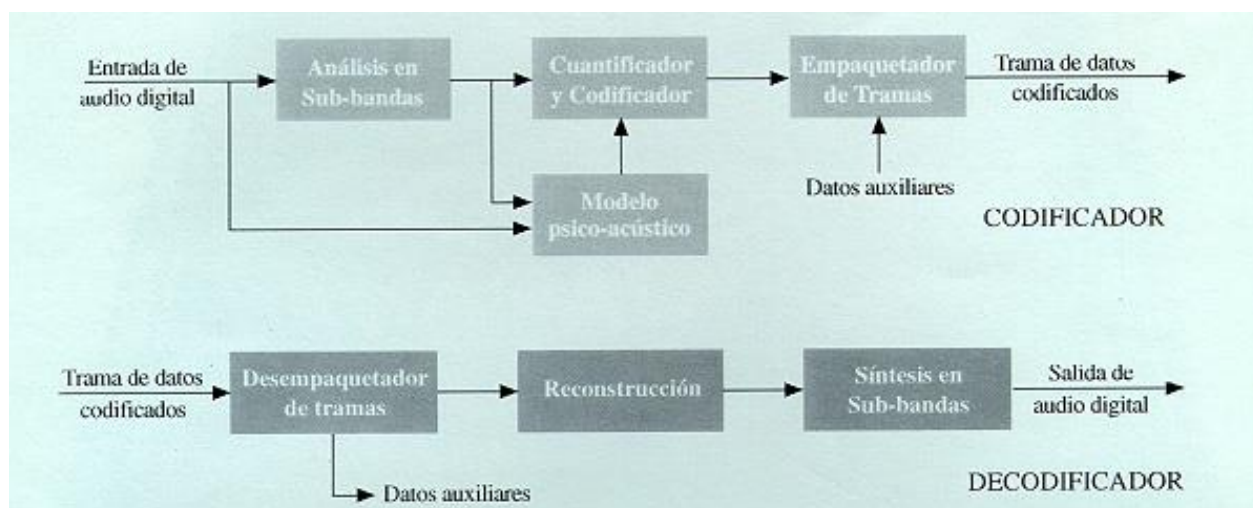 Entrada de
audio digital
Análisis en
Sub-bandas
Cuantificador
y Codificador
Empaquetador
de Tramas
Trama de datos
codificados
Modelo
psico-acústico
Datos auxiliares
CODIFICADOR
Trama de datos
codificados
Desempaquetador
de tramas
Reconstrucción
Síntesis en
Sub-bandas
Salida de
audio digital
Datos auxiliares
DECODIFICADOR